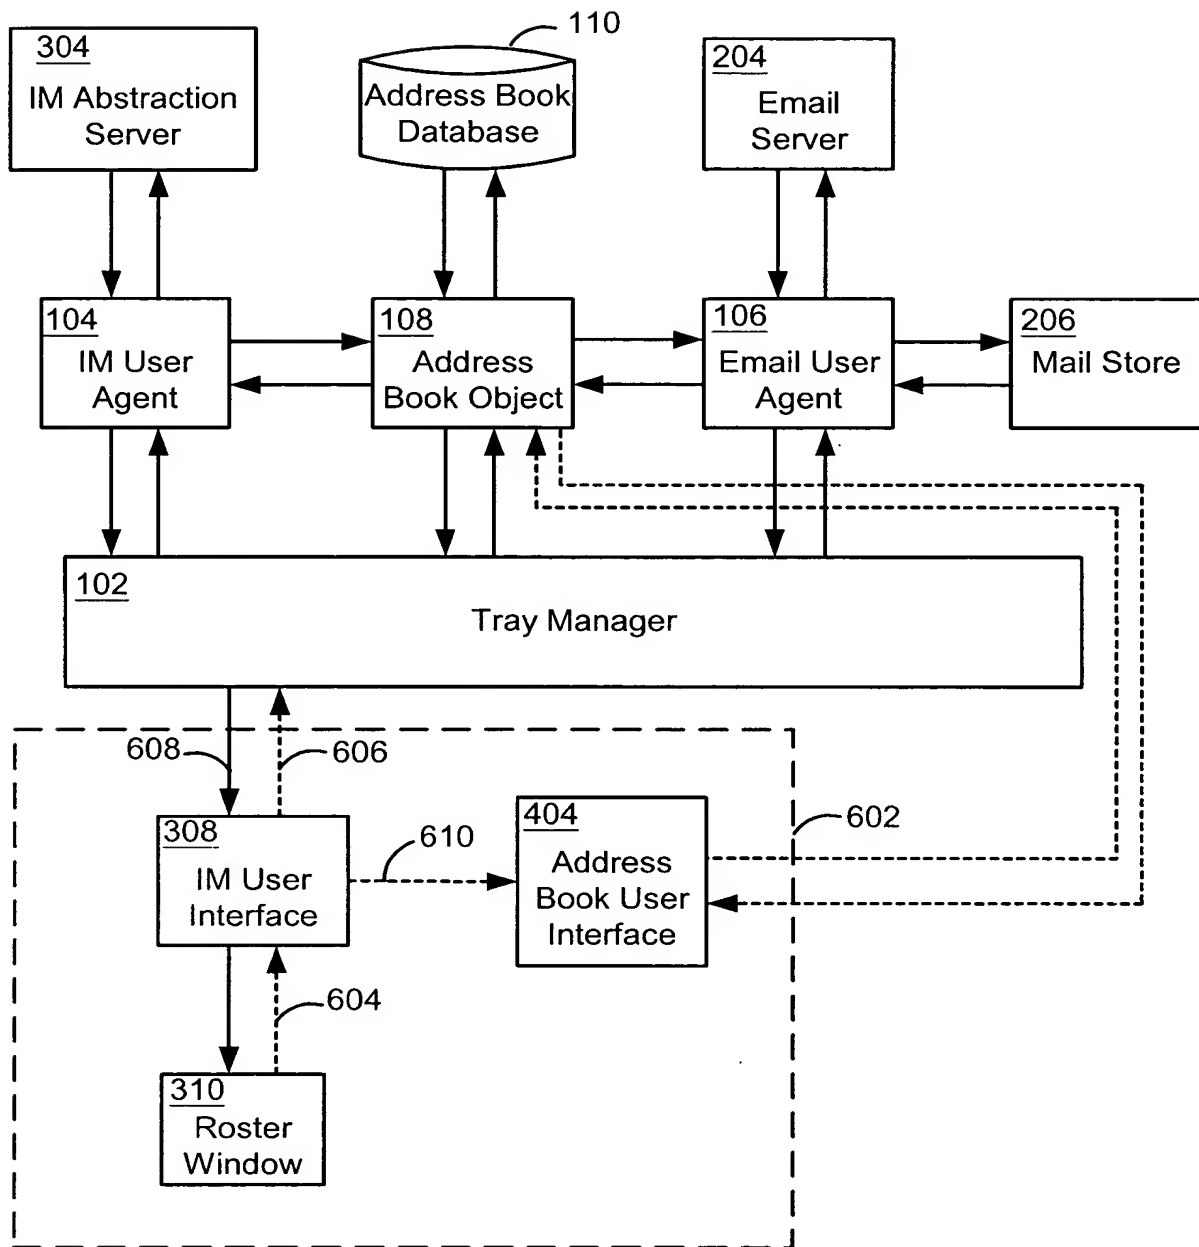 110
304
IM Abstraction
Server
Address Book
Database
204
Email
Server
104
IM User
Agent
108
Address
Book Object
106
Email User
Agent
206
Mail Store
102
Tray Manager
608
606
602
308
IM User
Interface
610
404
Address
Book User
Interface
604
310
Roster
Window